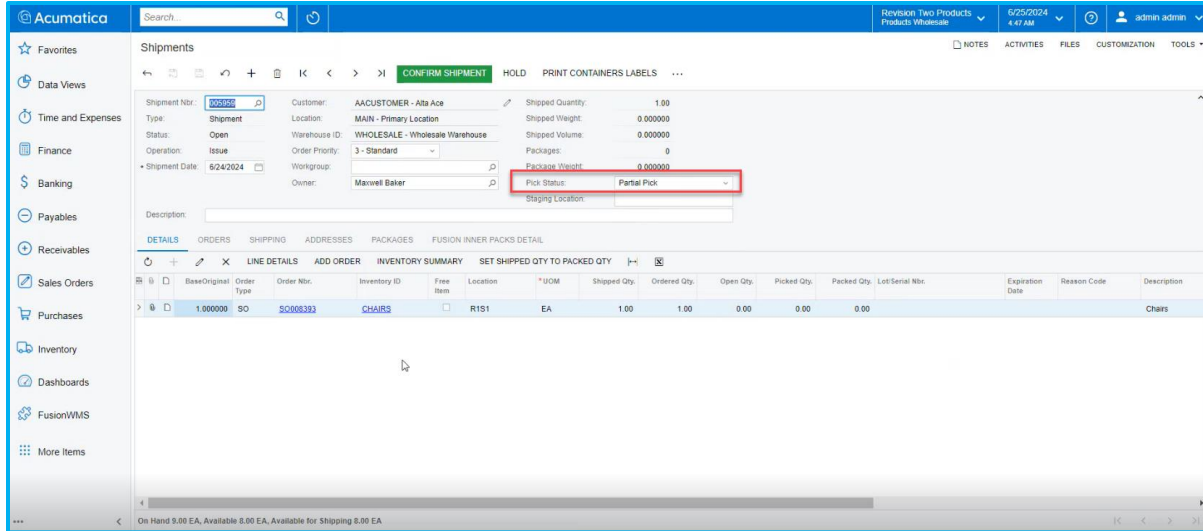 Acumatica
Search...
Revision Two Products
Products Wholesale
6/25/2024
4:47 AM
admin admin
Favorites
Data Views
Time and Expenses
Finance
Banking
Payables
Receivables
Sales Orders
Purchases
Inventory
Dashboards
FusionWMS
More Items
Shipments
NOTES ACTIVITIES FILES CUSTOMIZATION TOOLS
CONFIRM SHIPMENT HOLD PRINT CONTAINERS LABELS ...
Shipment Nbr.: 005959 Customer: AACUSTOMER - Alta Ace Shipped Quantity: 1.00
Type: Shipment Location: MAIN - Primary Location Shipped Weight: 0.000000
Status: Open Warehouse ID: WHOLESALE - Wholesale Warehouse Shipped Volume: 0.000000
Operation: Issue Order Priority: 3 - Standard Packages: 0
Shipment Date: 6/24/2024 Workgroup: Package Weight: 0.000000
Owner: Maxwell Baker Pick Status: Partial Pick
Staging Location:
Description:
DETAILS ORDERS SHIPPING ADDRESSES PACKAGES FUSION INNER PACKS DETAIL
LINE DETAILS ADD ORDER INVENTORY SUMMARY SET SHIPPED QTY TO PACKED QTY
BaseOriginal Order Type Order Nbr. Inventory ID Free Item Location *UOM Shipped Qty. Ordered Qty. Open Qty. Picked Qty. Packed Qty. Lot/Serial Nbr. Expiration Date Reason Code Description
1.000000 SO SO008393 CHAIRS R1S1 EA 1.00 1.00 0.00 0.00 0.00 Chairs
On Hand 9.00 EA, Available 8.00 EA, Available for Shipping 8.00 EA